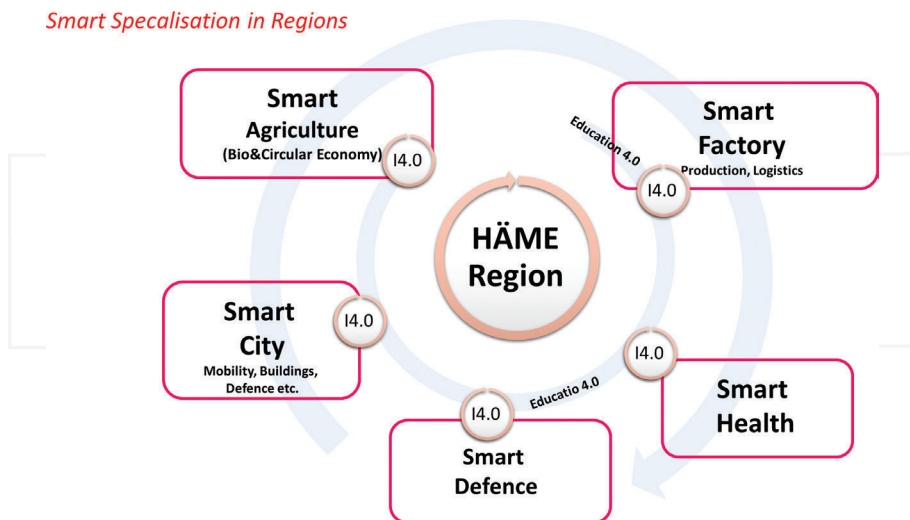 Smart Specalisation in Regions
Smart
Agriculture
(Bio&Circular Economy)
I4.0
Education 4.0
Smart
Factory
Production, Logistics
I4.0
HÄME
Region
Smart
City
Mobility, Buildings,
Defence etc.
I4.0
I4.0
Smart
Health
Educatio 4.0
I4.0
Smart
Defence